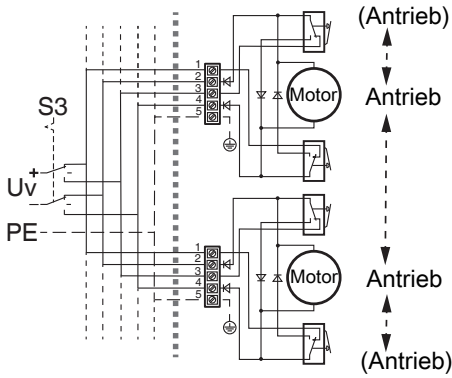 (Antrieb)
1
2
3
4
5
Motor
Antrieb
S3
+
Uv
-
PE
1
2
3
4
5
Motor
Antrieb
(Antrieb)